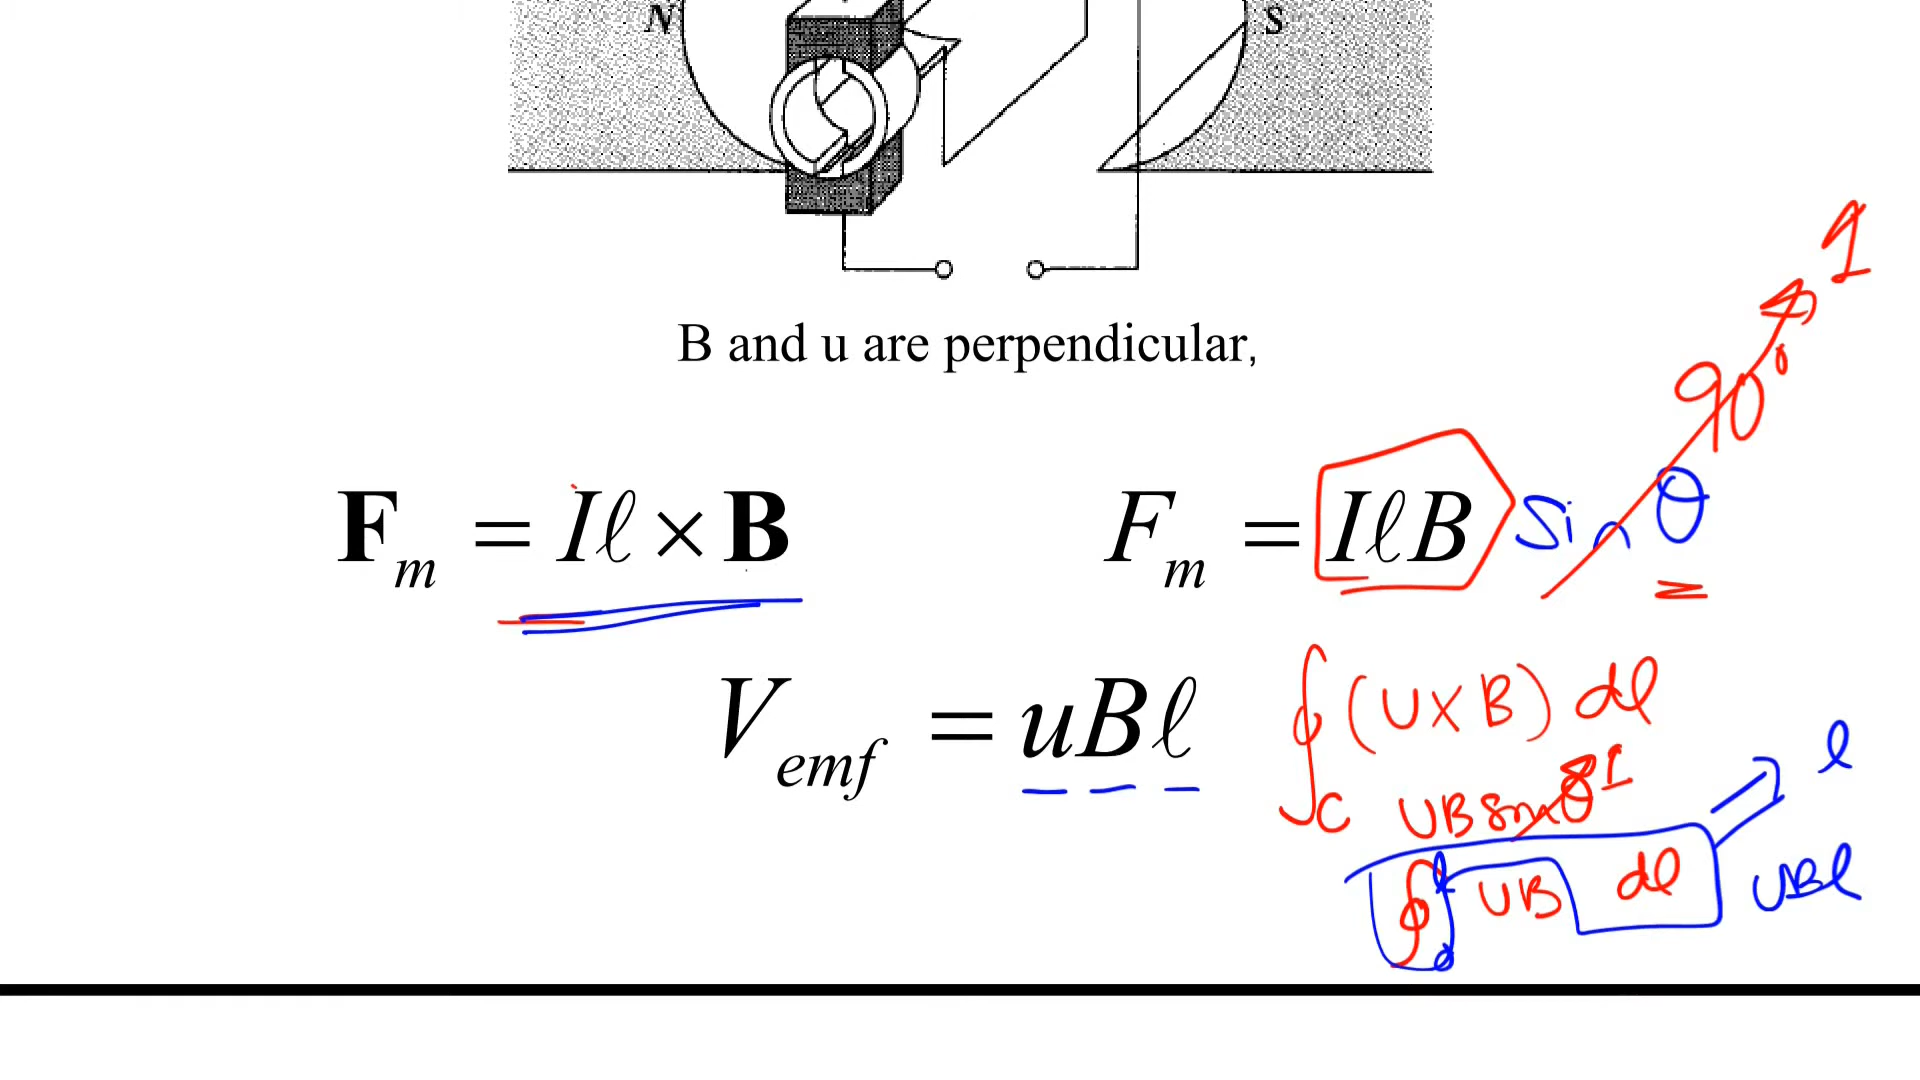 N S
B and u are perpendicular,
1
90°
F_m = Iℓ × B F_m = IℓB Sin θ
V_emf = uBℓ
∮_C (U×B) dl
UB sin θ 1
∮ UB dl
l
UBl